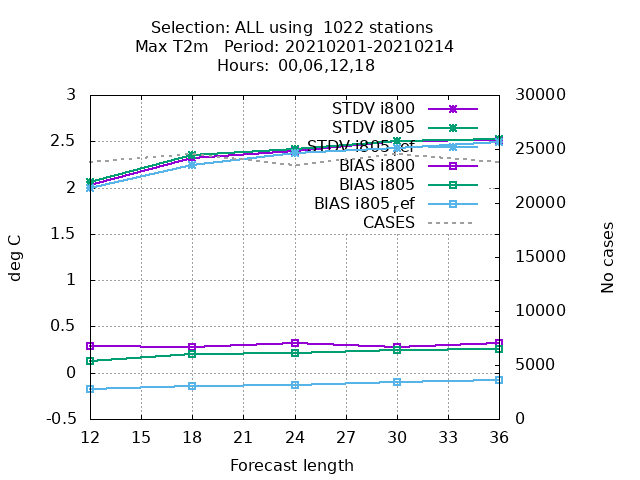 Selection: ALL using  1022 stations
Max T2m   Period: 20210201-20210214
Hours:  00,06,12,18
3
2.5
2
1.5
1
0.5
0
-0.5
deg C
30000
25000
20000
15000
10000
5000
0
No cases
STDV i800
STDV i805
STDV i805ref
BIAS i800
BIAS i805
BIAS i805ref
CASES
12 15 18 21 24 27 30 33 36
Forecast length